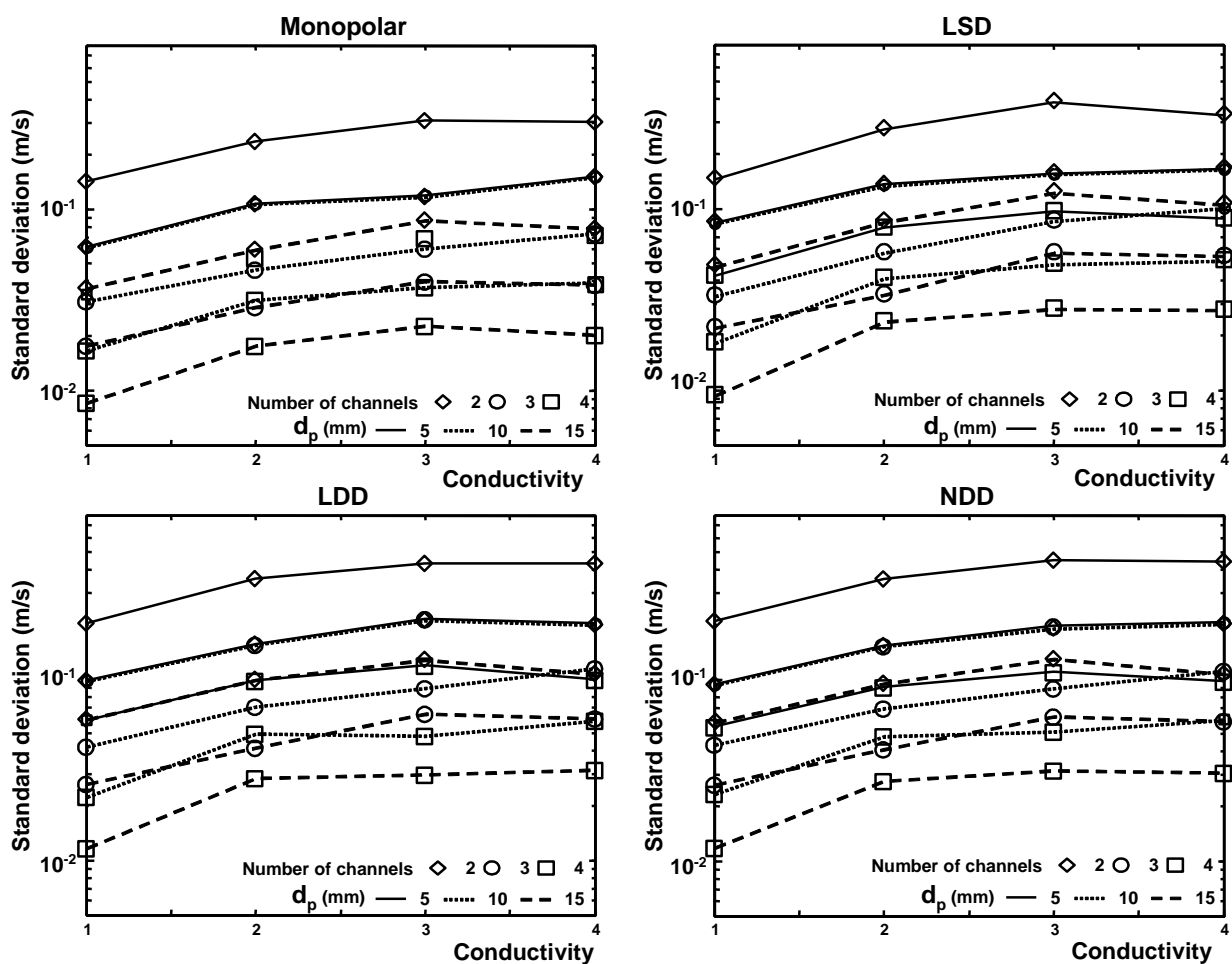 Monopolar
Standard deviation (m/s)
10-1
10-2
Number of channels 2 3 4
dp (mm) 5 10 15
1 2 3 4
Conductivity
LSD
Standard deviation (m/s)
10-1
10-2
Number of channels 2 3 4
dp (mm) 5 10 15
1 2 3 4
Conductivity
LDD
Standard deviation (m/s)
10-1
10-2
Number of channels 2 3 4
dp (mm) 5 10 15
1 2 3 4
Conductivity
NDD
Standard deviation (m/s)
10-1
10-2
Number of channels 2 3 4
dp (mm) 5 10 15
1 2 3 4
Conductivity